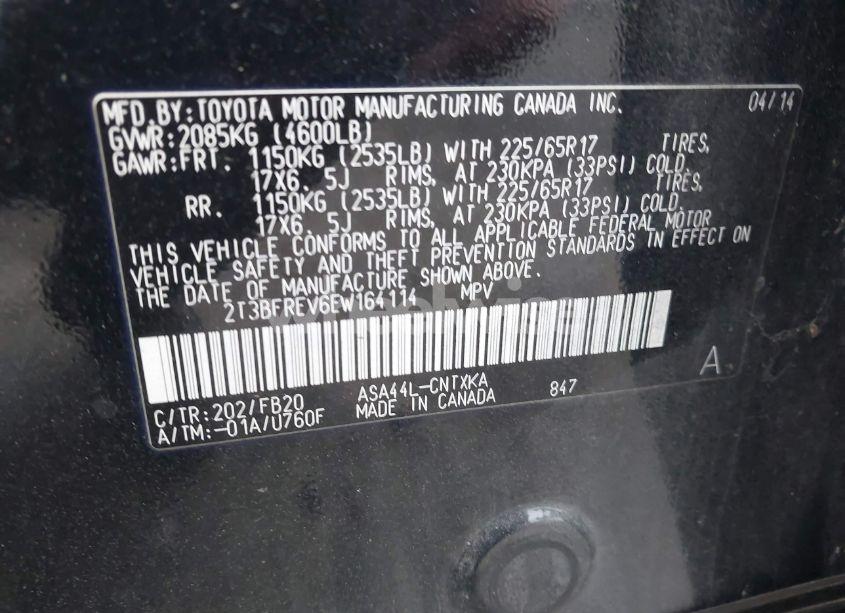 MFD. BY: TOYOTA MOTOR MANUFACTURING CANADA INC. 04/14
GVWR: 2085KG (4600LB)
GAWR: FRT. 1150KG (2535LB) WITH 225/65R17 TIRES,
17X6. 5J RIMS, AT 230KPA (33PSI) COLD.
RR. 1150KG (2535LB) WITH 225/65R17 TIRES,
17X6. 5J RIMS, AT 230KPA (33PSI) COLD.
THIS VEHICLE CONFORMS TO ALL APPLICABLE FEDERAL MOTOR
VEHICLE SAFETY AND THEFT PREVENTION STANDARDS IN EFFECT ON
THE DATE OF MANUFACTURE SHOWN ABOVE.
2T3BFREV6EW164114 MPV
A
C/TR: 202/FB20 ASA44L-CNTXKA 847
A/TM: -01A/U760F MADE IN CANADA